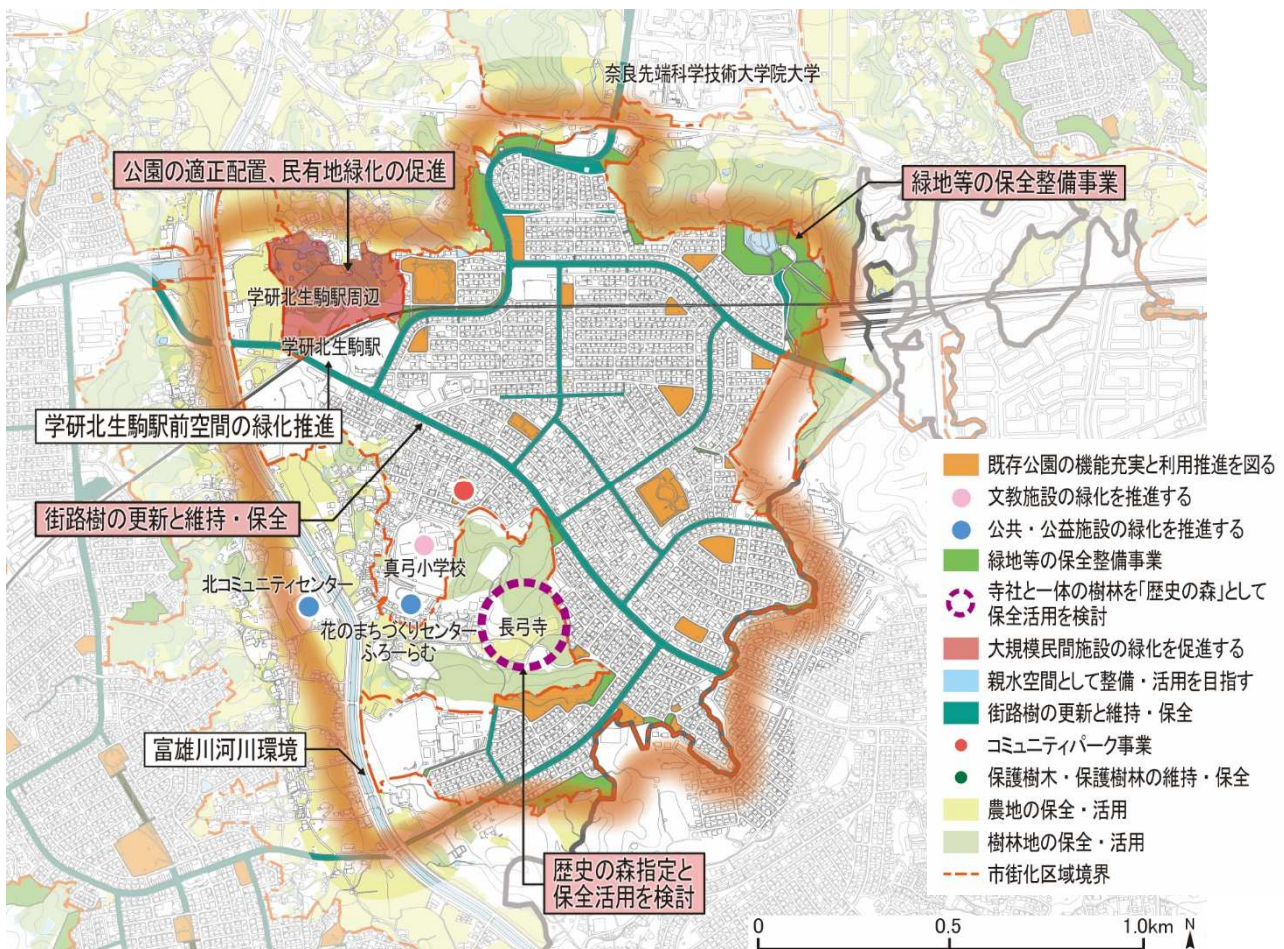 奈良先端科学技術大学院大学
公園の適正配置、民有地緑化の促進
緑地等の保全整備事業
学研北生駒駅周辺
学研北生駒駅
学研北生駒駅前空間の緑化推進
街路樹の更新と維持・保全
真弓小学校
北コミュニティセンター
花のまちづくりセンター
ふろーらむ
長弓寺
富雄川河川環境
歴史の森指定と
保全活用を検討
既存公園の機能充実と利用推進を図る
文教施設の緑化を推進する
公共・公益施設の緑化を推進する
緑地等の保全整備事業
寺社と一体の樹林を「歴史の森」として
保全活用を検討
大規模民間施設の緑化を促進する
親水空間として整備・活用を目指す
街路樹の更新と維持・保全
コミュニティパーク事業
保護樹木・保護樹林の維持・保全
農地の保全・活用
樹林地の保全・活用
市街化区域境界
0 0.5 1.0km N